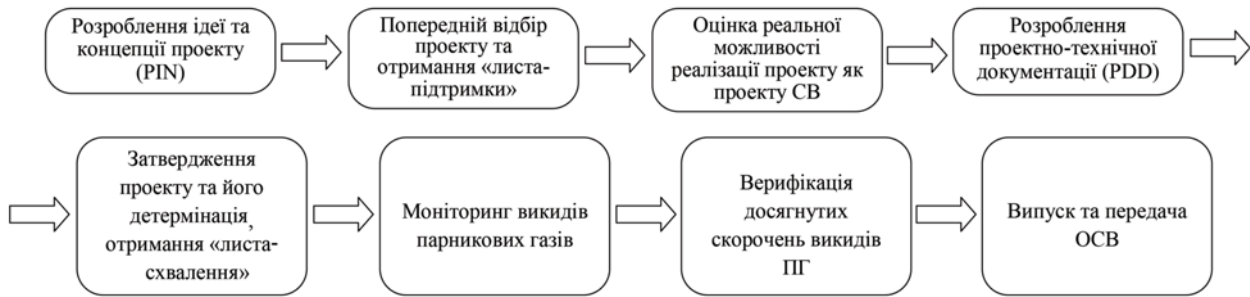 Розроблення ідеї та
концепції проекту
(PIN)
Попередній відбір
проекту та
отримання «листа-
підтримки»
Оцінка реальної
можливості
реалізації проекту як
проекту СВ
Розроблення
проектно-технічної
документації (PDD)
Затвердження
проекту та його
детермінація,
отримання «листа-
схвалення»
Моніторинг викидів
парникових газів
Верифікація
досягнутих
скорочень викидів
ПГ
Випуск та передача
ОСВ